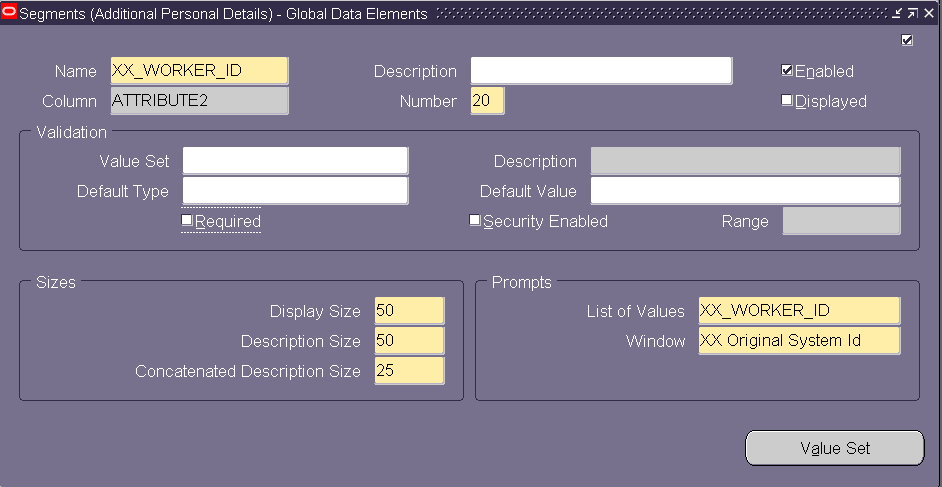 Segments (Additional Personal Details) - Global Data Elements
Name XX_WORKER_ID Description Enabled
Column ATTRIBUTE2 Number 20 Displayed
Validation
Value Set Description
Default Type Default Value
Required Security Enabled Range
Sizes Prompts
Display Size 50 List of Values XX_WORKER_ID
Description Size 50 Window XX Original System Id
Concatenated Description Size 25
Value Set